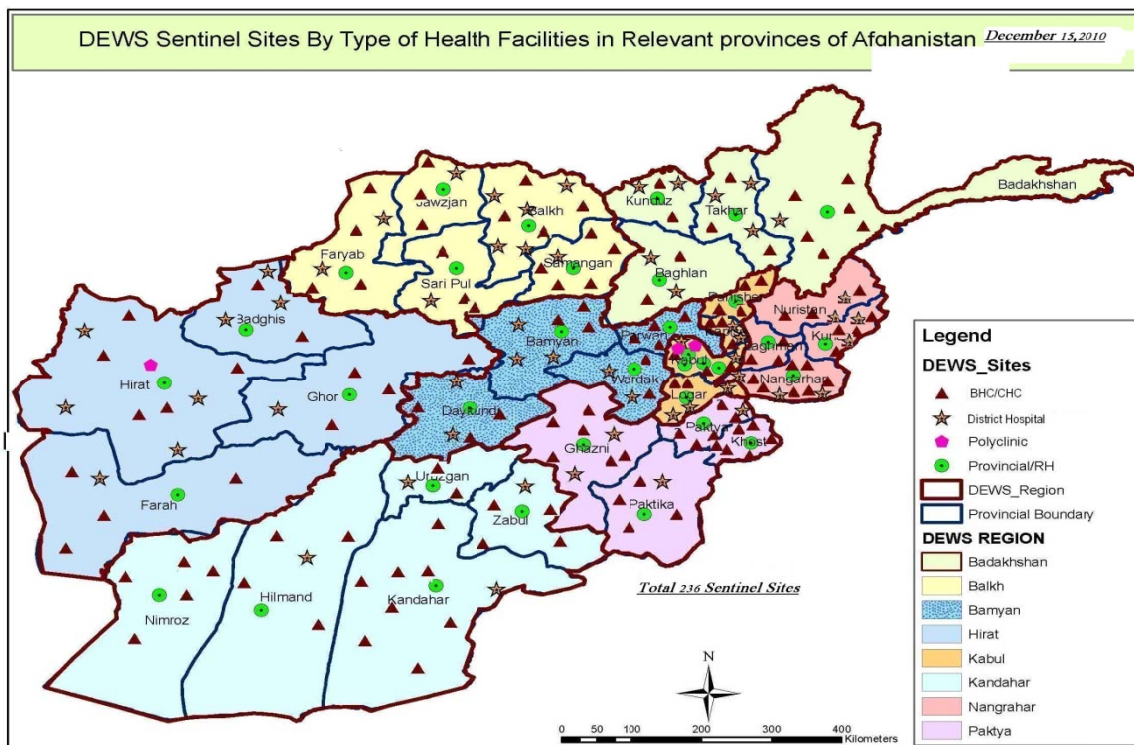 DEWS Sentinel Sites By Type of Health Facilities in Relevant provinces of Afghanistan December 15,2010
Badakhshan
Jawzjan
Balkh
Kunduz
Takhar
Faryab
Sari Pul
Samangan
Baghlan
Badghis
Panjsher
Nuristan
Bamyan
Parwan
Laghman
Hirat
Ghor
Wardak
Kabul
Nangarhar
Daykundi
Logar
Paktya
Ghazni
Khost
Farah
Uruzgan
Zabul
Paktika
Nimroz
Hilmand
Kandahar
Total 236 Sentinel Sites
N
0 50 100 200 300 400
Kilometers
Legend
DEWS_Sites
BHC/CHC
District Hospital
Polyclinic
Provincial/RH
DEWS_Region
Provincial Boundary
DEWS REGION
Badakhshan
Balkh
Bamyan
Hirat
Kabul
Kandahar
Nangrahar
Paktya